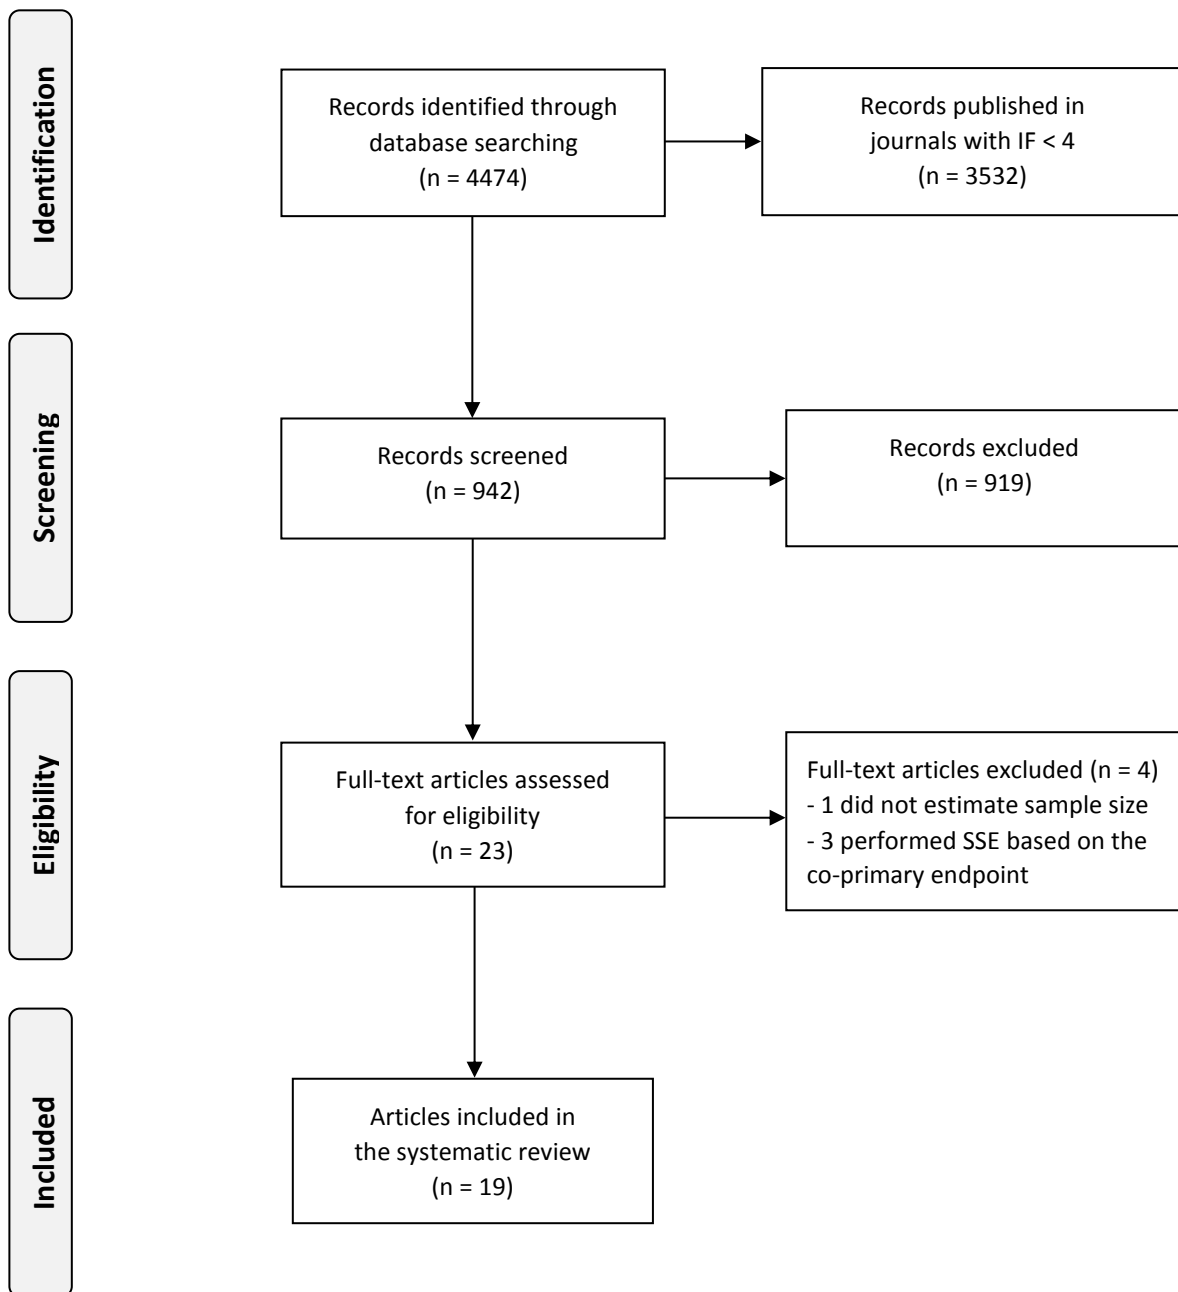 Identification
Records identified through
database searching
(n = 4474)
Records published in
journals with IF < 4
(n = 3532)
Screening
Records screened
(n = 942)
Records excluded
(n = 919)
Eligibility
Full-text articles assessed
for eligibility
(n = 23)
Full-text articles excluded (n = 4)
- 1 did not estimate sample size
- 3 performed SSE based on the
co-primary endpoint
Included
Articles included in
the systematic review
(n = 19)